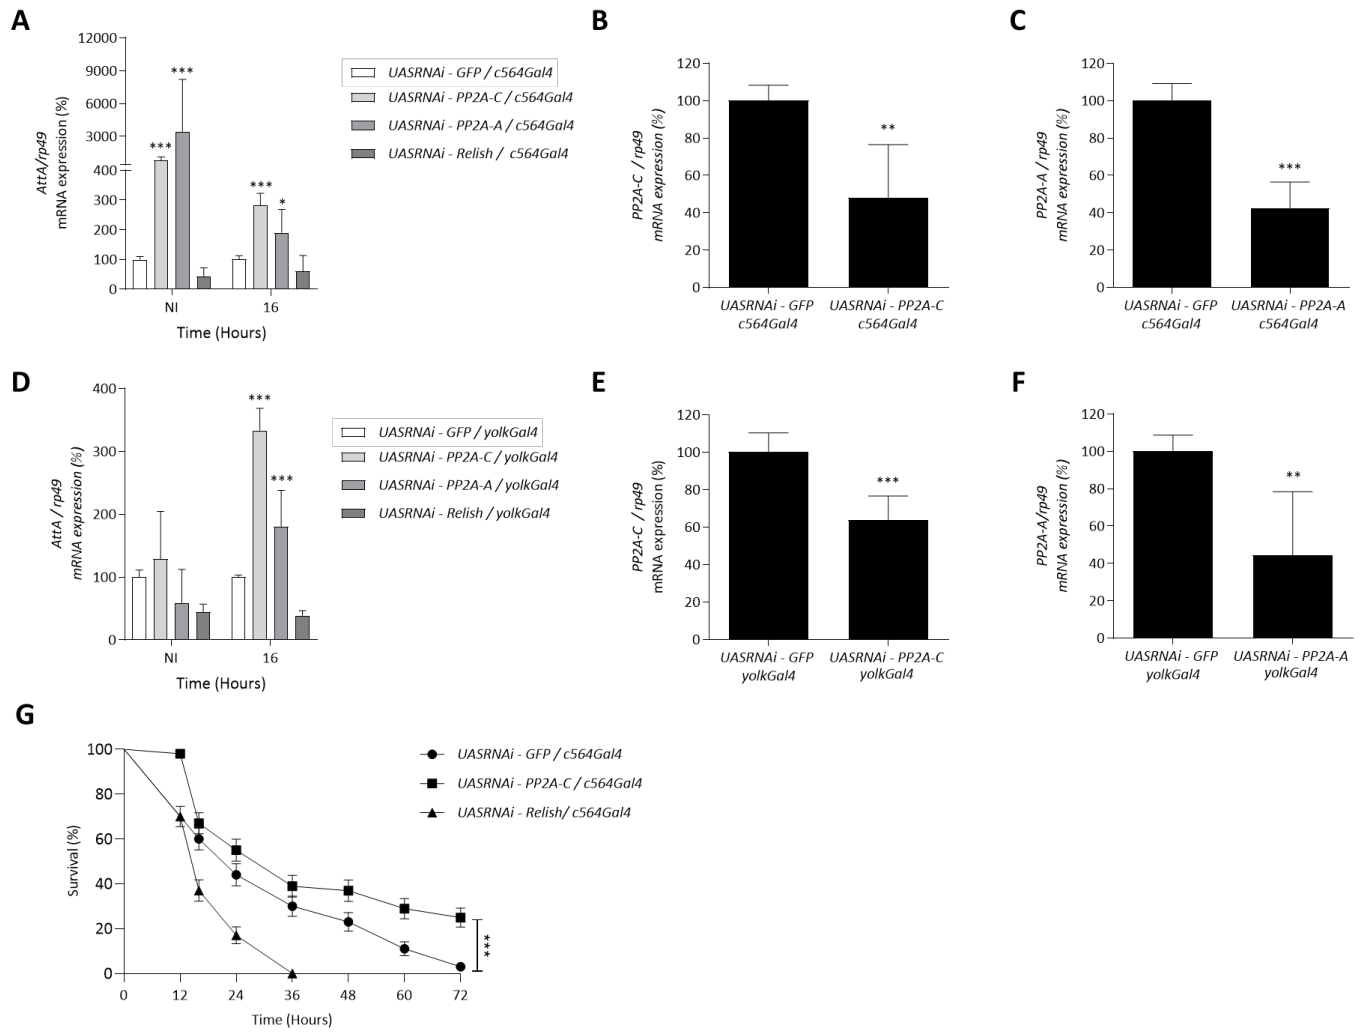 A
12000
9000
6000
3000
400
300
200
100
0
***
***
***
*
NI
16
Time (Hours)
AttA/rp49
mRNA expression (%)
UASRNAi - GFP / c564Gal4
UASRNAi - PP2A-C / c564Gal4
UASRNAi - PP2A-A / c564Gal4
UASRNAi - Relish / c564Gal4
B
120
100
80
60
40
20
0
**
PP2A-C / rp49
mRNA expression (%)
UASRNAi - GFP
c564Gal4
UASRNAi - PP2A-C
c564Gal4
C
120
100
80
60
40
20
0
***
PP2A-A / rp49
mRNA expression (%)
UASRNAi - GFP
c564Gal4
UASRNAi - PP2A-A
c564Gal4
D
400
300
200
100
0
***
***
NI
16
Time (Hours)
AttA / rp49
mRNA expression (%)
UASRNAi - GFP / yolkGal4
UASRNAi - PP2A-C / yolkGal4
UASRNAi - PP2A-A / yolkGal4
UASRNAi - Relish / yolkGal4
E
120
100
80
60
40
20
0
***
PP2A-C / rp49
mRNA expression (%)
UASRNAi - GFP
yolkGal4
UASRNAi - PP2A-C
yolkGal4
F
120
100
80
60
40
20
0
**
PP2A-A/rp49
mRNA expression (%)
UASRNAi - GFP
yolkGal4
UASRNAi - PP2A-A
yolkGal4
G
100
80
60
40
20
0
Survival (%)
0
12
24
36
48
60
72
Time (Hours)
***
UASRNAi - GFP / c564Gal4
UASRNAi - PP2A-C / c564Gal4
UASRNAi - Relish/ c564Gal4